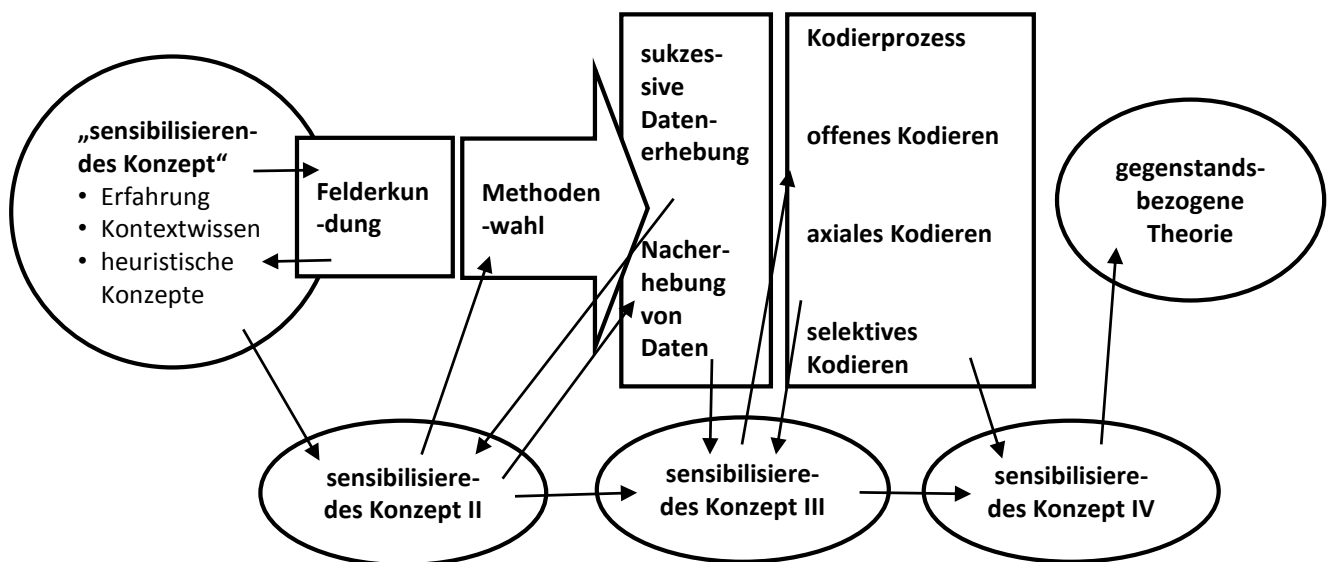 „sensibilisieren-
des Konzept“
• Erfahrung
• Kontextwissen
• heuristische
Konzepte
Felderkun
-dung
Methoden
-wahl
sukzes-
sive
Daten-
erhebung
Nacher-
hebung
von
Daten
Kodierprozess
offenes Kodieren
axiales Kodieren
selektives
Kodieren
gegenstands-
bezogene
Theorie
sensibilisiere-
des Konzept II
sensibilisiere-
des Konzept III
sensibilisiere-
des Konzept IV